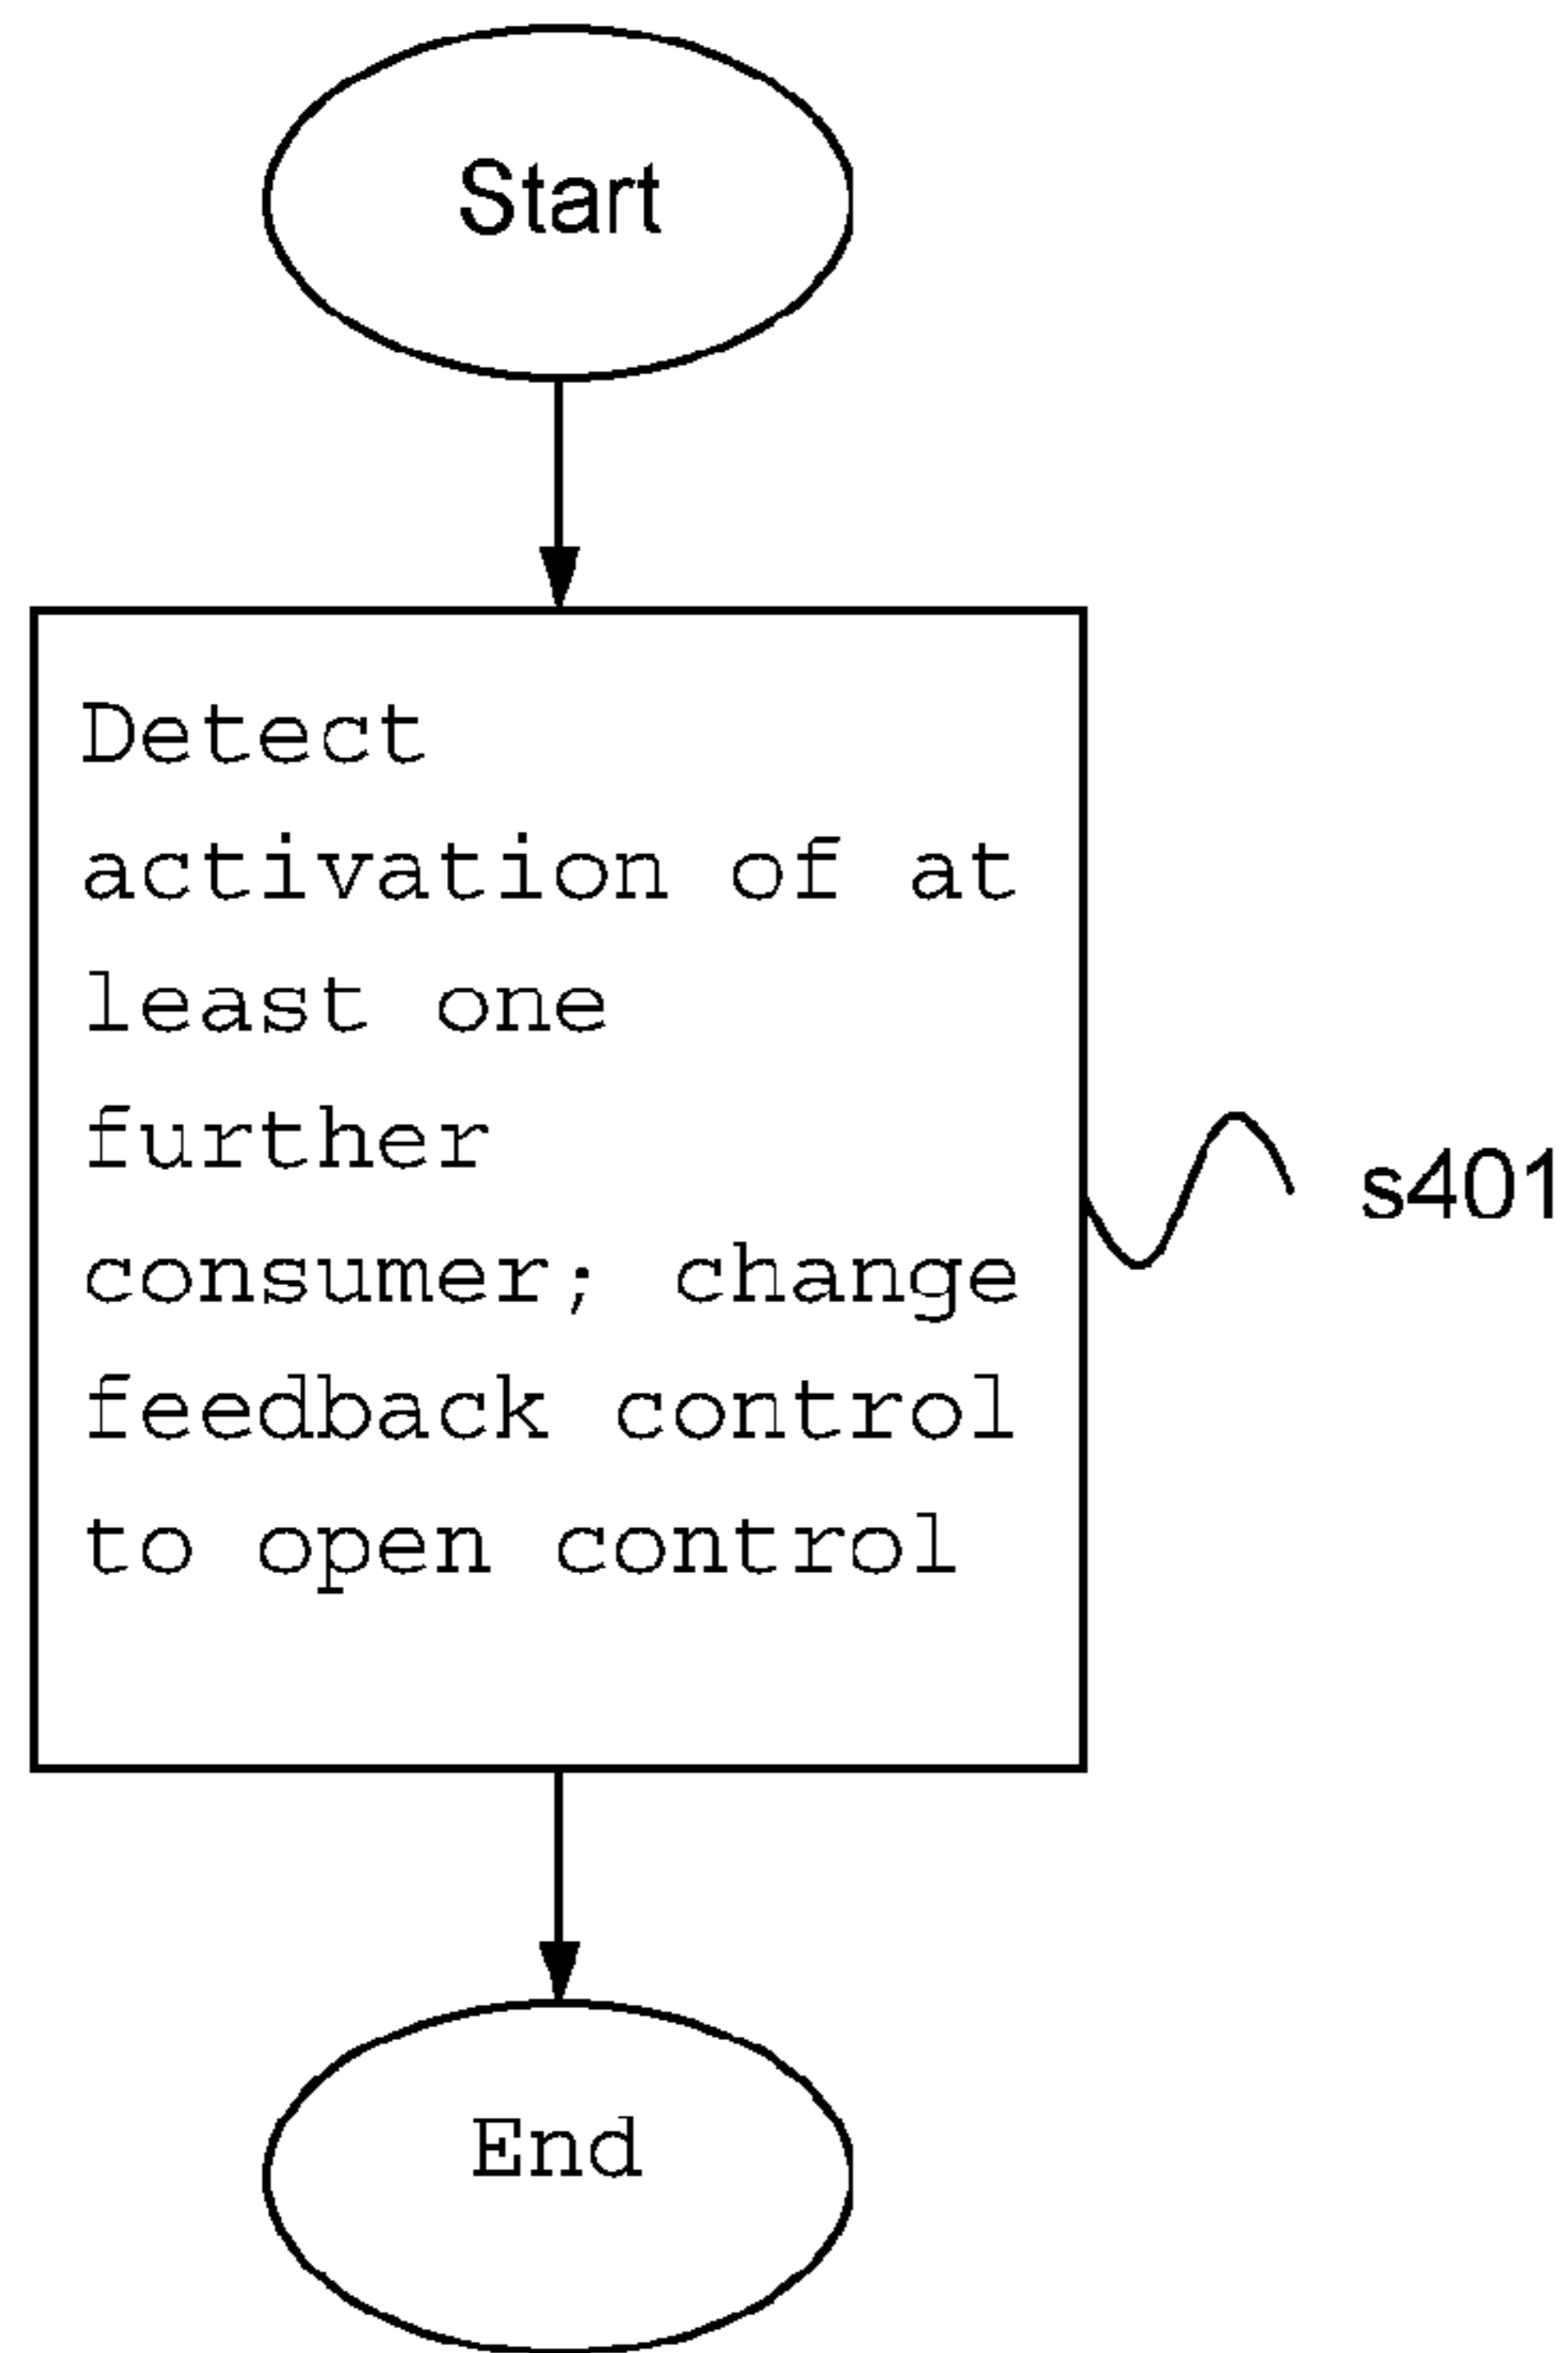 Start
Detect
activation of at
least one
further
consumer; change
feedback control
to open control
s401
End